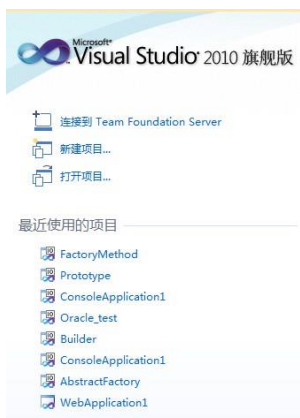 Microsoft
Visual Studio 2010 旗舰版
连接到 Team Foundation Server
新建项目...
打开项目...
最近使用的项目
FactoryMethod
Prototype
ConsoleApplication1
Oracle_test
Builder
ConsoleApplication1
AbstractFactory
WebApplication1